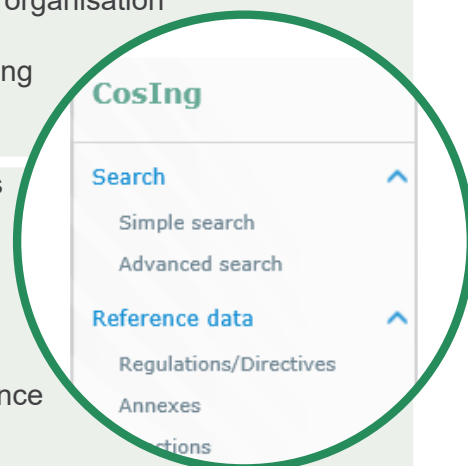 organisation
CosIng
Search
Simple search
Advanced search
Reference data
Regulations/Directives
Annexes